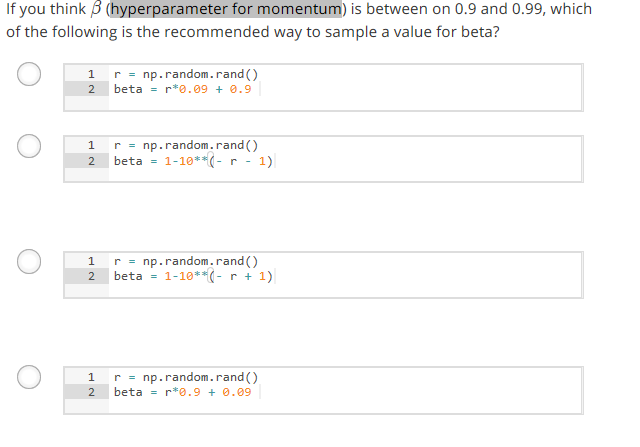 If you think β (hyperparameter for momentum) is between on 0.9 and 0.99, which
of the following is the recommended way to sample a value for beta?
1 r = np.random.rand()
2 beta = r*0.09 + 0.9
1 r = np.random.rand()
2 beta = 1-10**(- r - 1)
1 r = np.random.rand()
2 beta = 1-10**(- r + 1)
1 r = np.random.rand()
2 beta = r*0.9 + 0.09